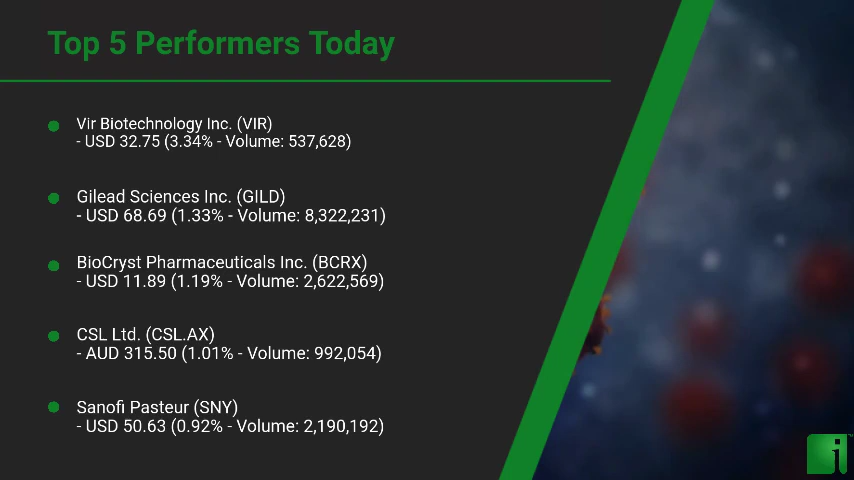 Top 5 Performers Today
Vir Biotechnology Inc. (VIR)
- USD 32.75 (3.34% - Volume: 537,628)
Gilead Sciences Inc. (GILD)
- USD 68.69 (1.33% - Volume: 8,322,231)
BioCryst Pharmaceuticals Inc. (BCRX)
- USD 11.89 (1.19% - Volume: 2,622,569)
CSL Ltd. (CSL.AX)
- AUD 315.50 (1.01% - Volume: 992,054)
Sanofi Pasteur (SNY)
- USD 50.63 (0.92% - Volume: 2,190,192)
i